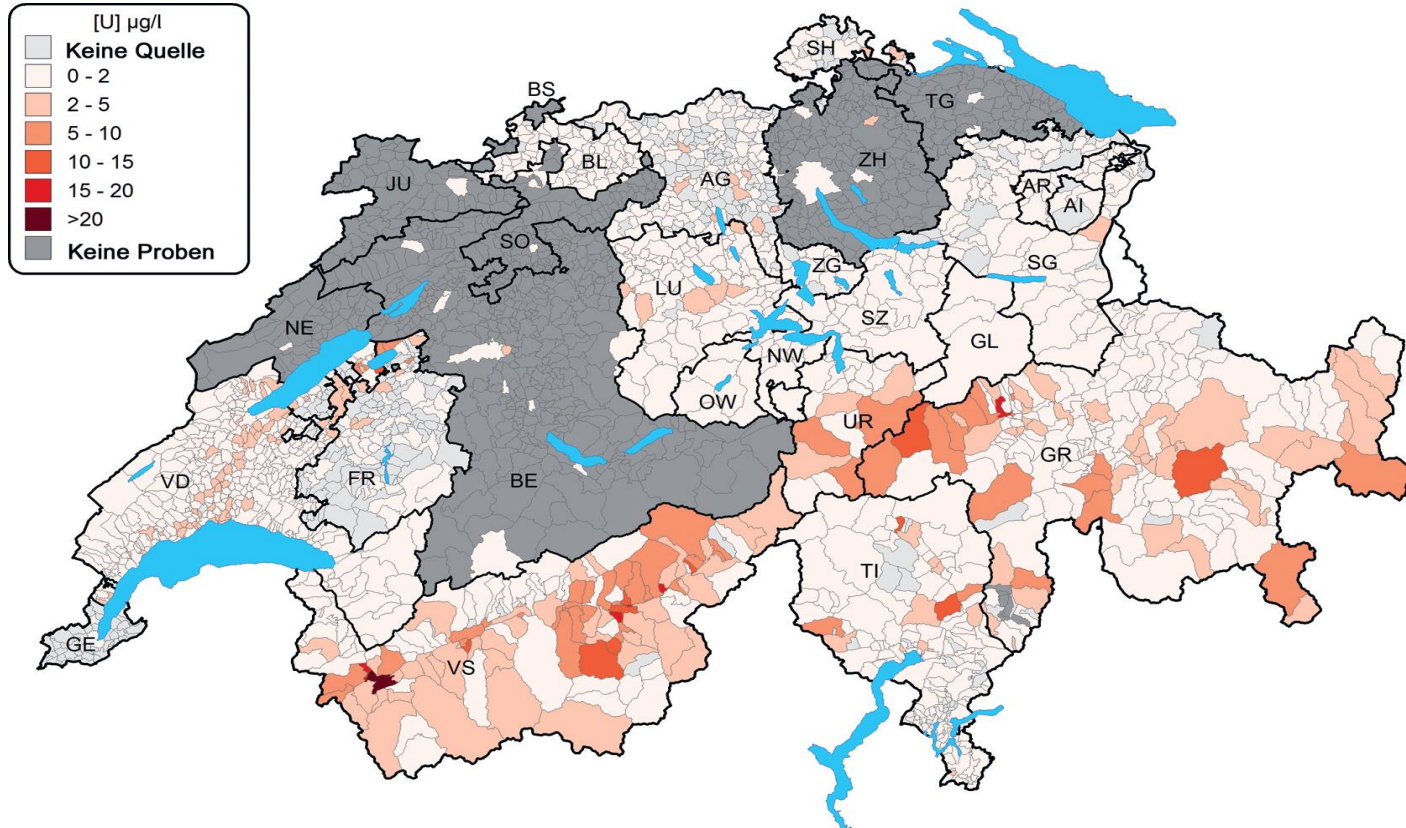 [U] µg/l
Keine Quelle
0 - 2
2 - 5
5 - 10
10 - 15
15 - 20
>20
Keine Proben
SH
BS
TG
BL
ZH
JU
AG
AR
AI
SO
ZG
SG
LU
SZ
NE
GL
NW
OW
UR
GR
FR
BE
VD
TI
GE
VS